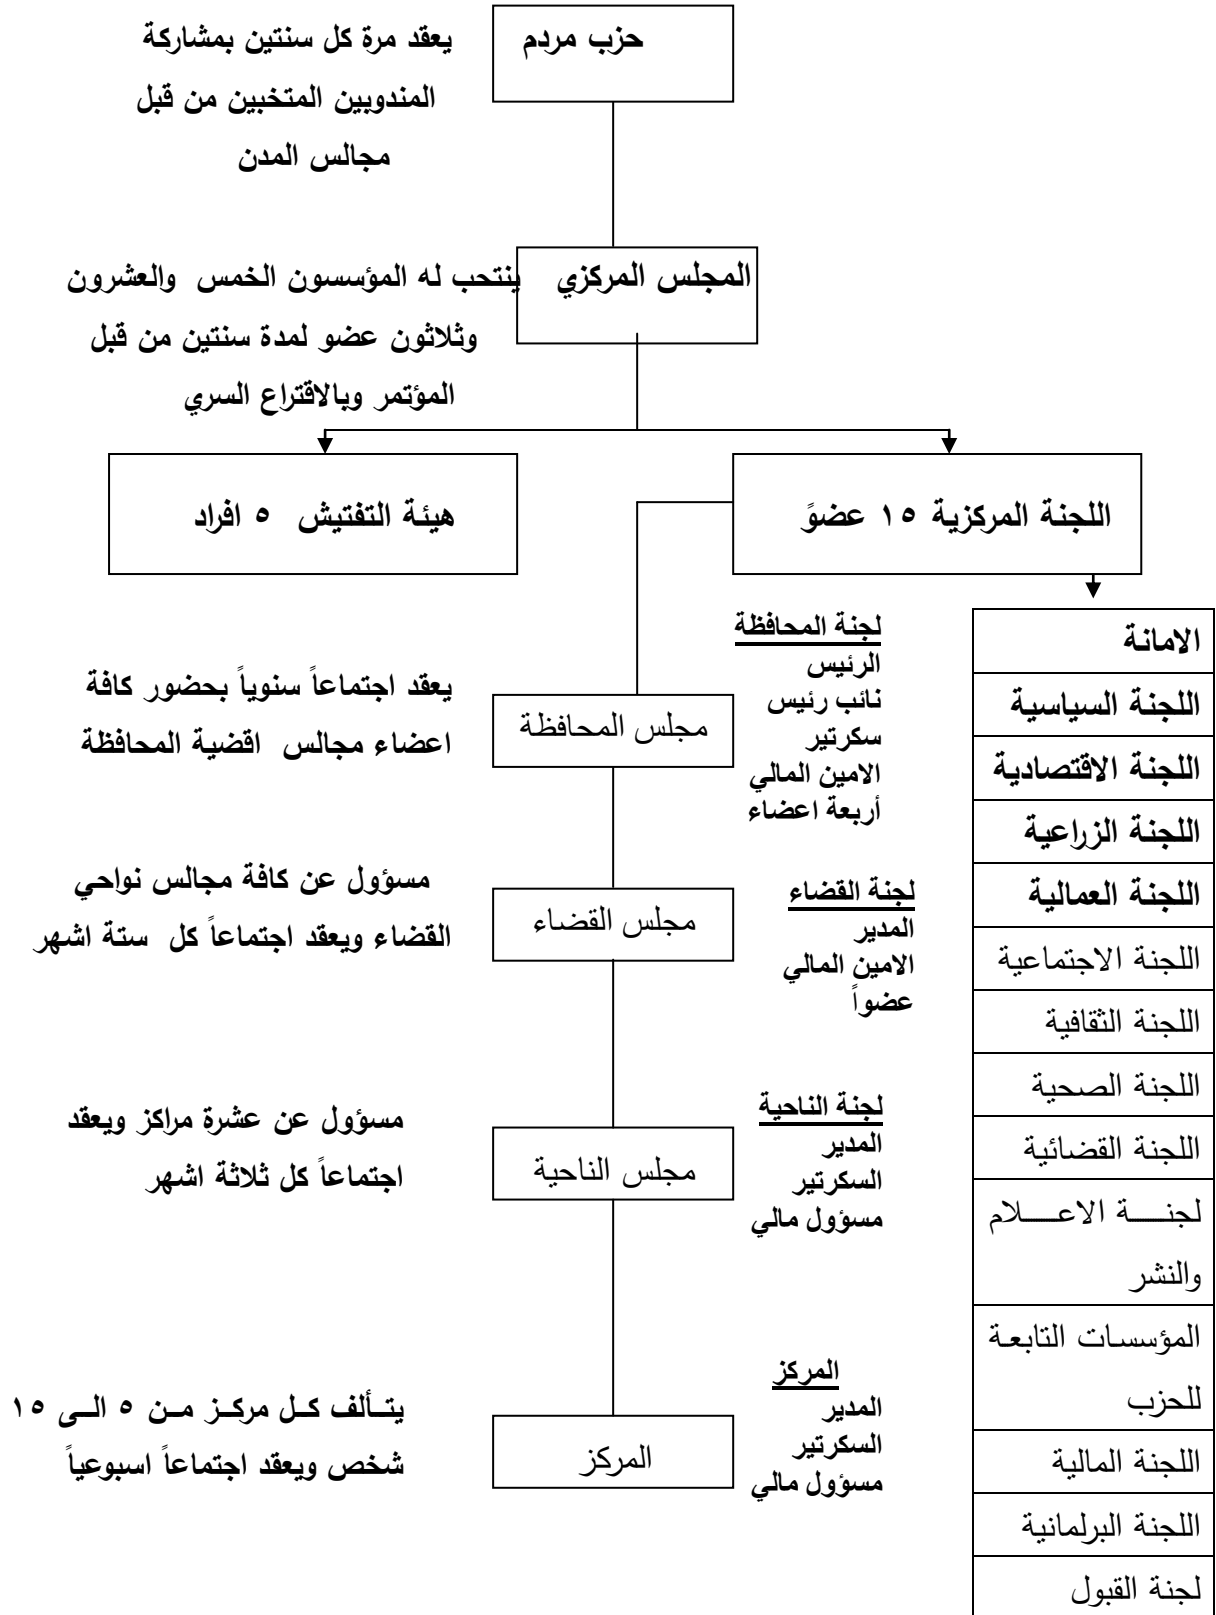 حزب مردم
يعقد مرة كل سنتين بمشاركة
المندوبين المتخبين من قبل
مجالس المدن
المجلس المركزي
ينتحب له المؤسسون الخمس والعشرون
وثلاثون عضو لمدة سنتين من قبل
المؤتمر وبالاقتراع السري
اللجنة المركزية ١٥ عضوً
هيئة التفتيش ٥ افراد
الامانة
اللجنة السياسية
اللجنة الاقتصادية
اللجنة الزراعية
اللجنة العمالية
اللجنة الاجتماعية
اللجنة الثقافية
اللجنة الصحية
اللجنة القضائية
لجنــــة الاعــــلام
والنشر
المؤسسات التابعة
للحزب
اللجنة المالية
اللجنة البرلمانية
لجنة القبول
لجنة المحافظة
الرئيس
نائب رئيس
سكرتير
الامين المالي
أربعة اعضاء
مجلس المحافظة
يعقد اجتماعاً سنوياً بحضور كافة
اعضاء مجالس اقضية المحافظة
لجنة القضاء
المدير
الامين المالي
عضواً
مجلس القضاء
مسؤول عن كافة مجالس نواحي
القضاء ويعقد اجتماعاً كل ستة اشهر
لجنة الناحية
المدير
السكرتير
مسؤول مالي
مجلس الناحية
مسؤول عن عشرة مراكز ويعقد
اجتماعاً كل ثلاثة اشهر
المركز
المدير
السكرتير
مسؤول مالي
المركز
يتــألف كــل مركــز مــن ٥ الــى ١٥
شخص ويعقد اجتماعاً اسبوعياً